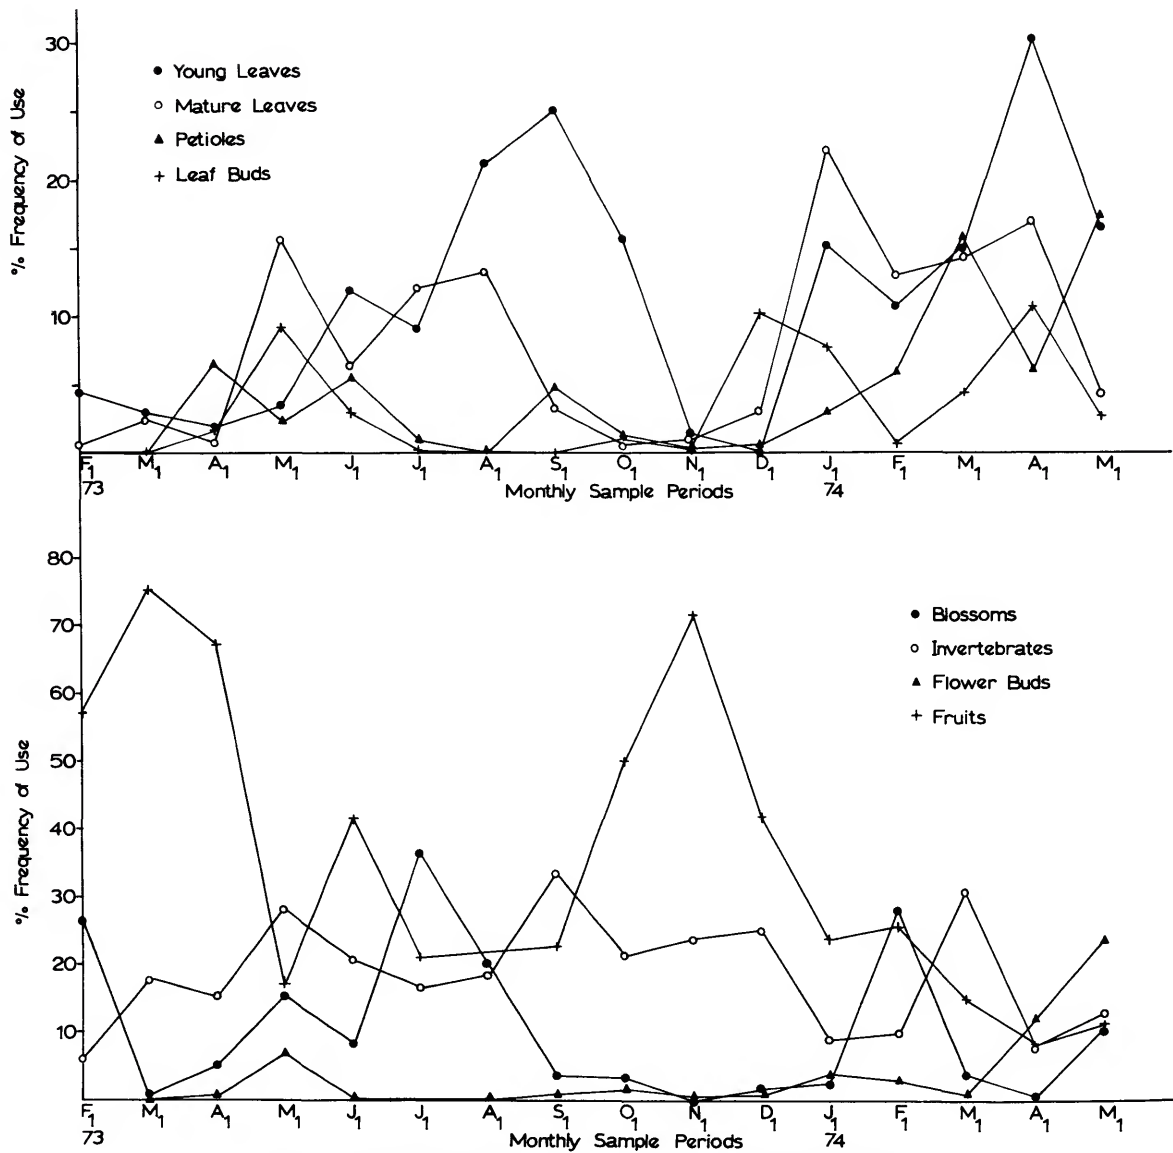 30
● Young Leaves
○ Mature Leaves
▲ Petioles
+ Leaf Buds
20
10
% Frequency of Use
F1 M1 A1 M1 J1 J1 A1 S1 O1 N1 D1 J1 F1 M1 A1 M1
73 74
Monthly Sample Periods
80
70
60
50
40
30
20
10
● Blossoms
○ Invertebrates
▲ Flower Buds
+ Fruits
% Frequency of Use
F1 M1 A1 M1 J1 J1 A1 S1 O1 N1 D1 J1 F1 M1 A1 M1
73 74
Monthly Sample Periods